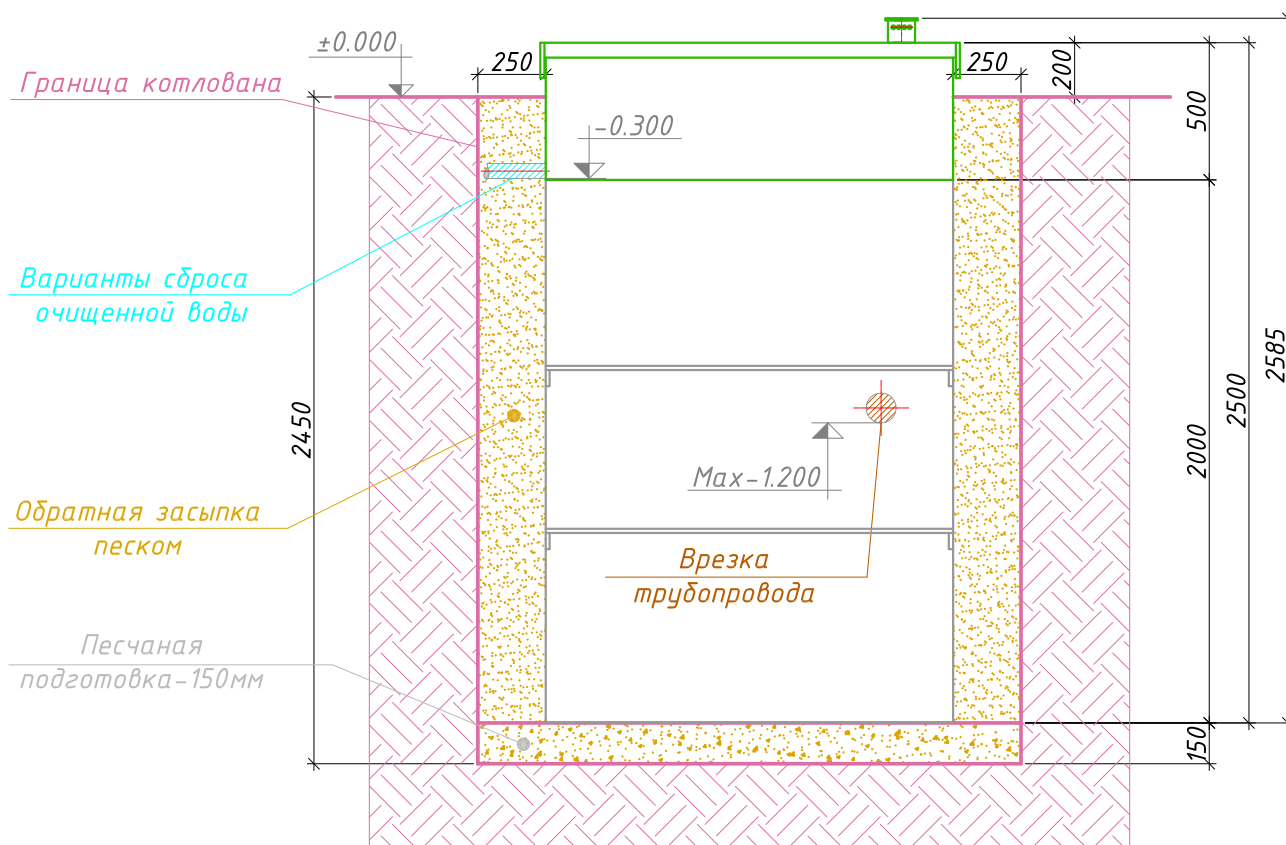 ±0.000
Граница котлована
250
250
200
500
-0.300
Варианты сброса
очищенной воды
2585
2500
2450
2000
Max-1.200
Обратная засыпка
песком
Врезка
трубопровода
Песчаная
подготовка-150мм
150